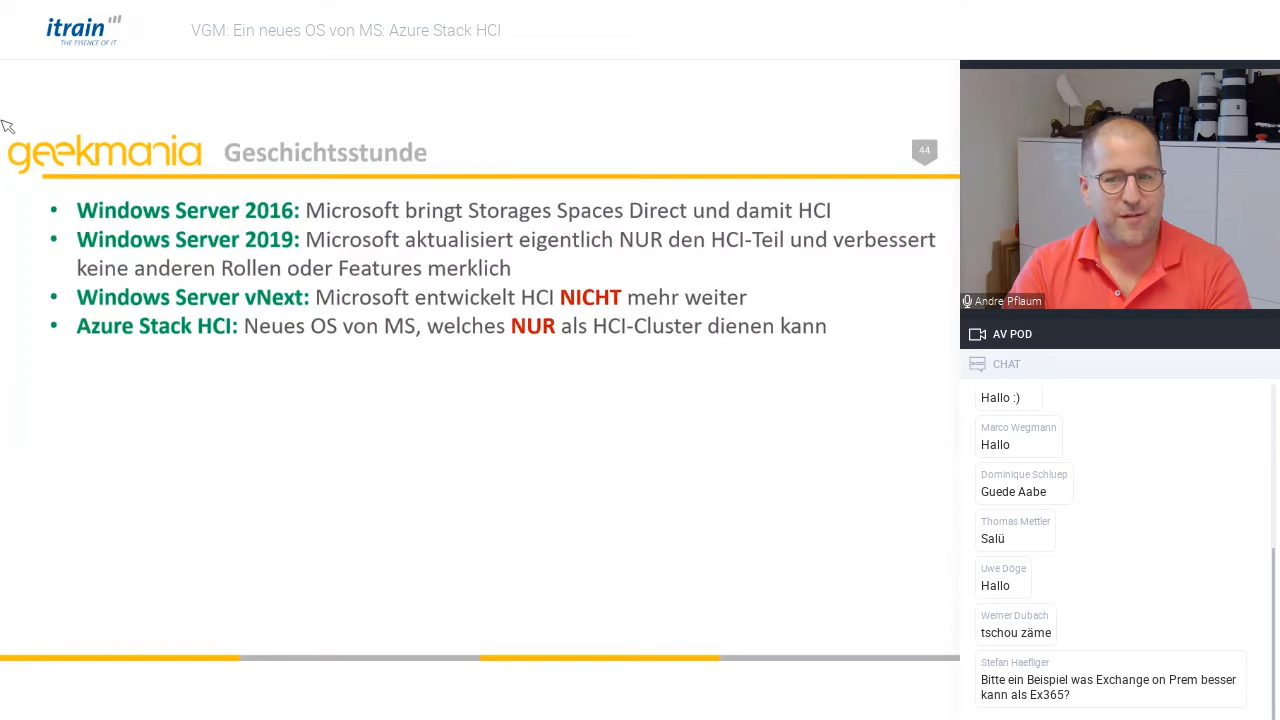 itrain
THE ESSENCE OF IT
VGM: Ein neues OS von MS: Azure Stack HCI
geekmania
Geschichtsstunde
44
• Windows Server 2016: Microsoft bringt Storages Spaces Direct und damit HCI
• Windows Server 2019: Microsoft aktualisiert eigentlich NUR den HCI-Teil und verbessert
keine anderen Rollen oder Features merklich
• Windows Server vNext: Microsoft entwickelt HCI NICHT mehr weiter
• Azure Stack HCI: Neues OS von MS, welches NUR als HCI-Cluster dienen kann
Andre Pflaum
AV POD
CHAT
Hallo :)
Marco Wegmann
Hallo
Dominique Schluep
Guede Aabe
Thomas Mettler
Salü
Uwe Döge
Hallo
Werner Dubach
tschou zäme
Stefan Haefliger
Bitte ein Beispiel was Exchange on Prem besser
kann als Ex365?